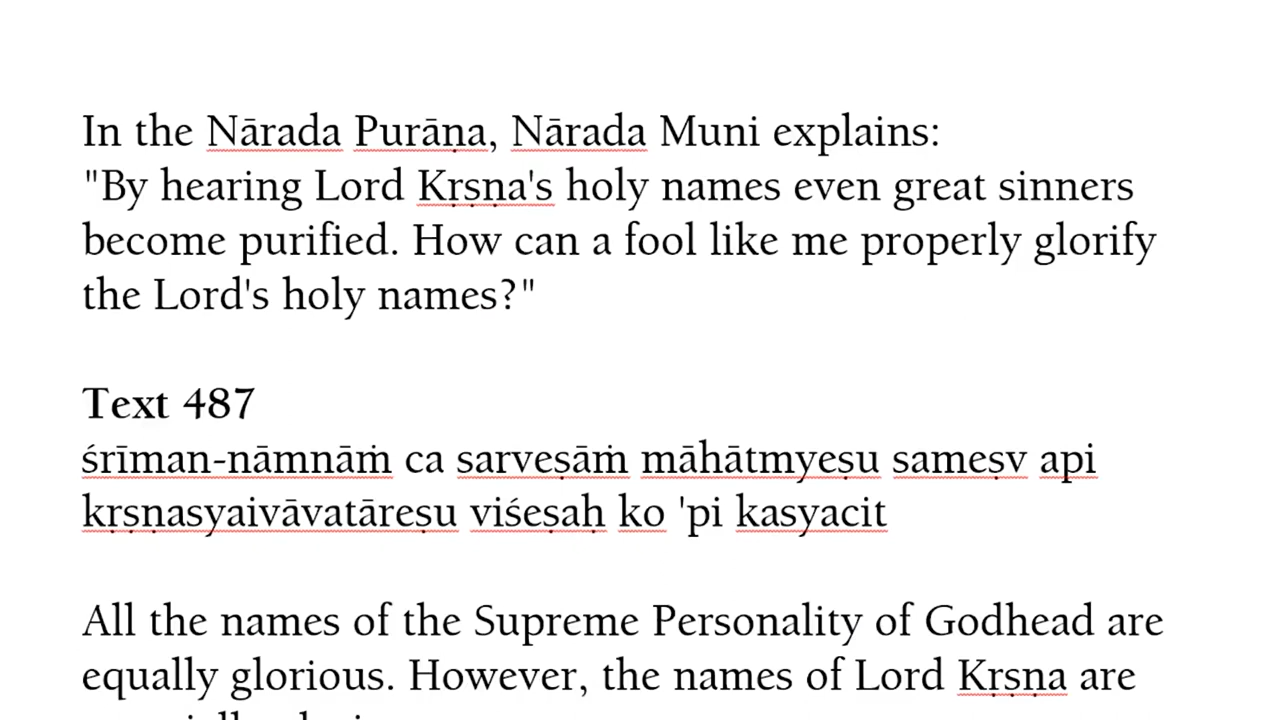 In the Nārada Purāṇa, Nārada Muni explains:
"By hearing Lord Kṛṣṇa's holy names even great sinners
become purified. How can a fool like me properly glorify
the Lord's holy names?"
Text 487
śrīman-nāmnāṁ ca sarveṣāṁ māhātmyeṣu sameṣv api
kṛṣṇasyaivāvatāreṣu viśeṣaḥ ko 'pi kasyacit
All the names of the Supreme Personality of Godhead are
equally glorious. However, the names of Lord Kṛṣṇa are